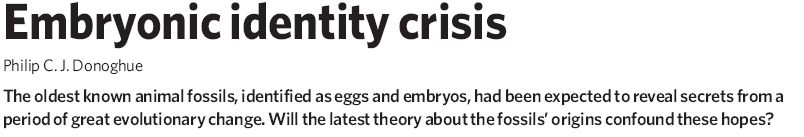 Embryonic identity crisis
Philip C. J. Donoghue
The oldest known animal fossils, identified as eggs and embryos, had been expected to reveal secrets from a
period of great evolutionary change. Will the latest theory about the fossils' origins confound these hopes?